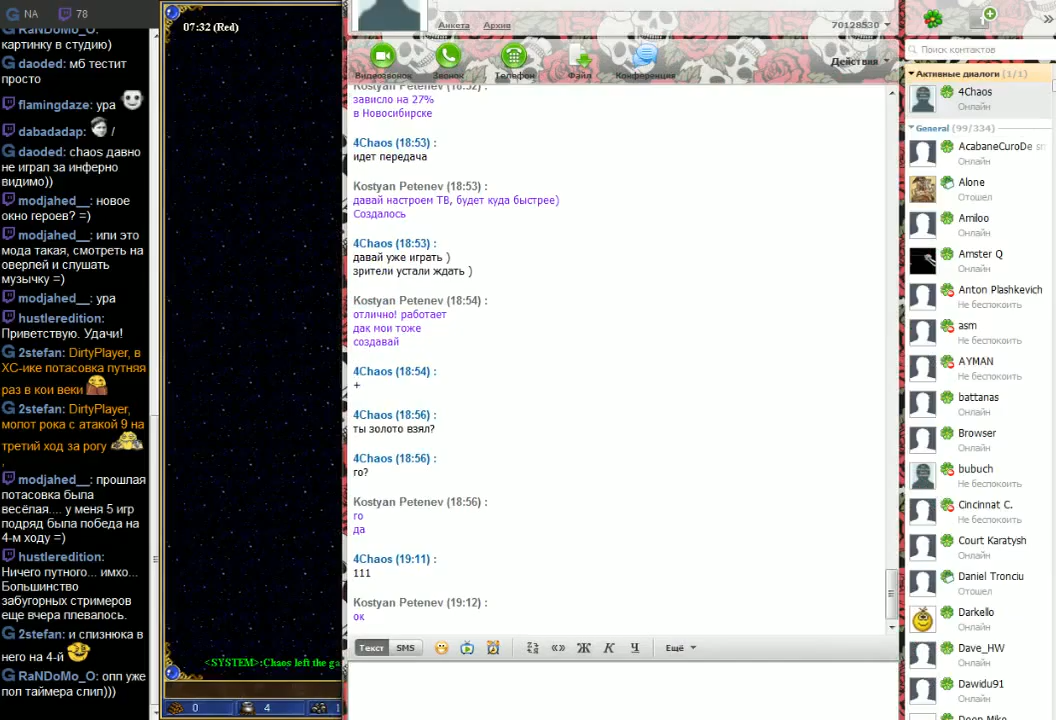 NA 78
RaNDoMo_O:
картинку в студию)
daoded: мб тестит
просто
flamingdaze: ура
dabadadap: /
daoded: chaos давно
не играл за инферно
видимо))
modjahed__: новое
окно героев? =)
modjahed__: ипи это
мода такая, смотреть на
оверлей и слушать
музычку =)
modjahed__: ура
hustleredition:
Приветствую. Удачи!
2stefan: DirtyPlayer, в
ХС-ике потасовка путняя
раз в кои веки
2stefan: DirtyPlayer,
молот рока с атакой 9 на
третий ход за рогу
,
modjahed__: прошлая
потасовка была
весёлая.... у меня 5 игр
подряд была победа на
4-м ходу =)
hustleredition:
Ничего путного... имхо...
Большинство
забугорных стримеров
еще вчера плевалось.
2stefan: и слизнюка в
него на 4-й
RaNDoMo_O: опп уже
пол таймера слип)))
07:32 (Red)
<SYSTEM>:Chaos left the ga
0 4 1
Анкета Архив
70128530
Видеозвонок Звонок Телефон Файл Конференция
Действия
Kostyan Petenev (18:52) :
зависло на 27%
в Новосибирске
4Chaos (18:53) :
идет передача
Kostyan Petenev (18:53) :
давай настроем ТВ, будет куда быстрее)
Создалось
4Chaos (18:53) :
давай уже играть )
зрители устали ждать )
Kostyan Petenev (18:54) :
отлично! работает
дак мои тоже
создавай
4Chaos (18:54) :
+
4Chaos (18:56) :
ты золото взял?
4Chaos (18:56) :
го?
Kostyan Petenev (18:56) :
го
да
4Chaos (19:11) :
111
Kostyan Petenev (19:12) :
ок
Текст SMS
Ж К Ч Ещё
Поиск контактов
Активные диалоги (1/1)
4Chaos
Онлайн
General (99/334)
AcabaneCuroDe sm
Онлайн
Alone
Отошел
Amiloo
Онлайн
Amster Q
Онлайн
Anton Plashkevich
Не беспокоить
asm
Не беспокоить
AYMAN
Не беспокоить
battanas
Онлайн
Browser
Онлайн
bubuch
Не беспокоить
Cincinnat C.
Не беспокоить
Court Karatysh
Онлайн
Daniel Tronciu
Отошел
Darkello
Онлайн
Dave_HW
Онлайн
Dawidu91
Онлайн
Deep Mike